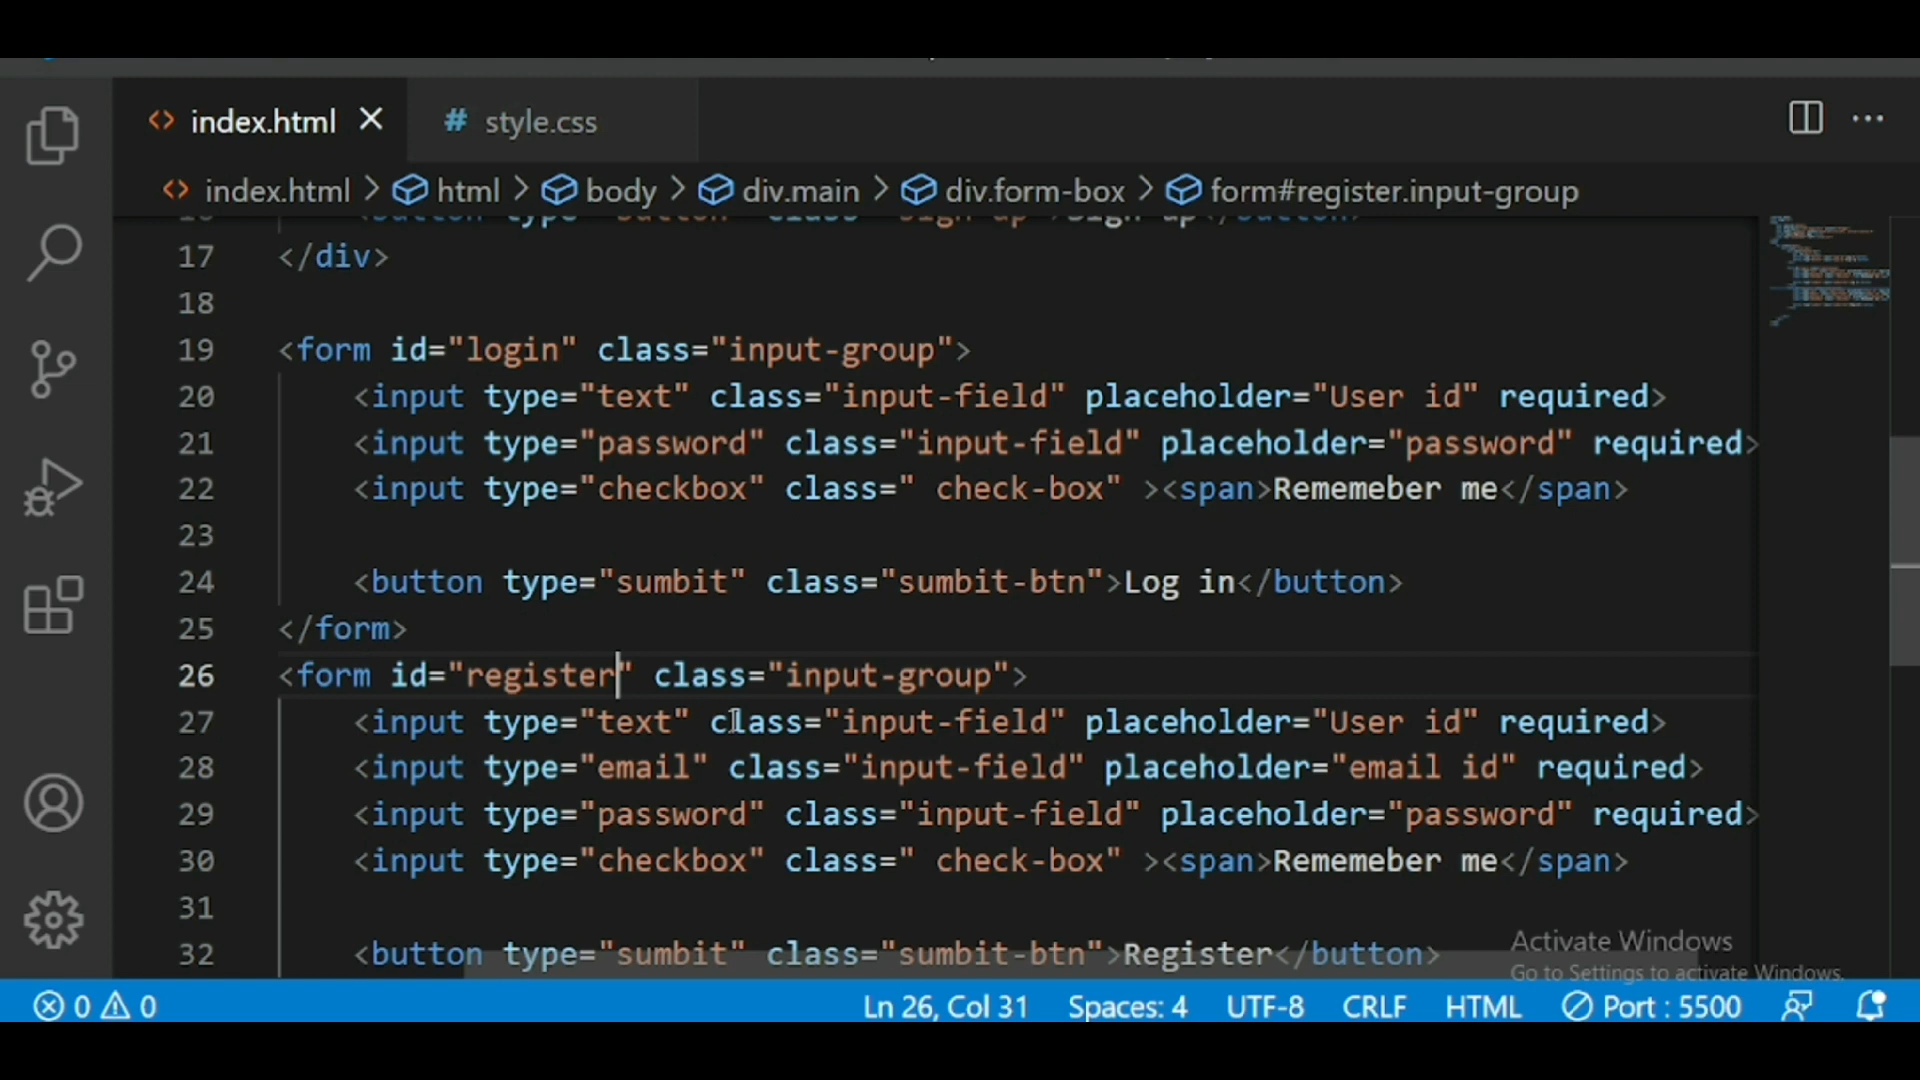 index.html
style.css
index.html > html > body > div.main > div.form-box > form#register.input-group
17 </div>
18
19 <form id="login" class="input-group">
20 <input type="text" class="input-field" placeholder="User id" required>
21 <input type="password" class="input-field" placeholder="password" required>
22 <input type="checkbox" class=" check-box" ><span>Rememeber me</span>
23
24 <button type="sumbit" class="sumbit-btn">Log in</button>
25 </form>
26 <form id="register" class="input-group">
27 <input type="text" class="input-field" placeholder="User id" required>
28 <input type="email" class="input-field" placeholder="email id" required>
29 <input type="password" class="input-field" placeholder="password" required>
30 <input type="checkbox" class=" check-box" ><span>Rememeber me</span>
31
32 <button type="sumbit" class="sumbit-btn">Register</button>
Activate Windows
Go to Settings to activate Windows.
0 0 Ln 26, Col 31 Spaces: 4 UTF-8 CRLF HTML Port : 5500